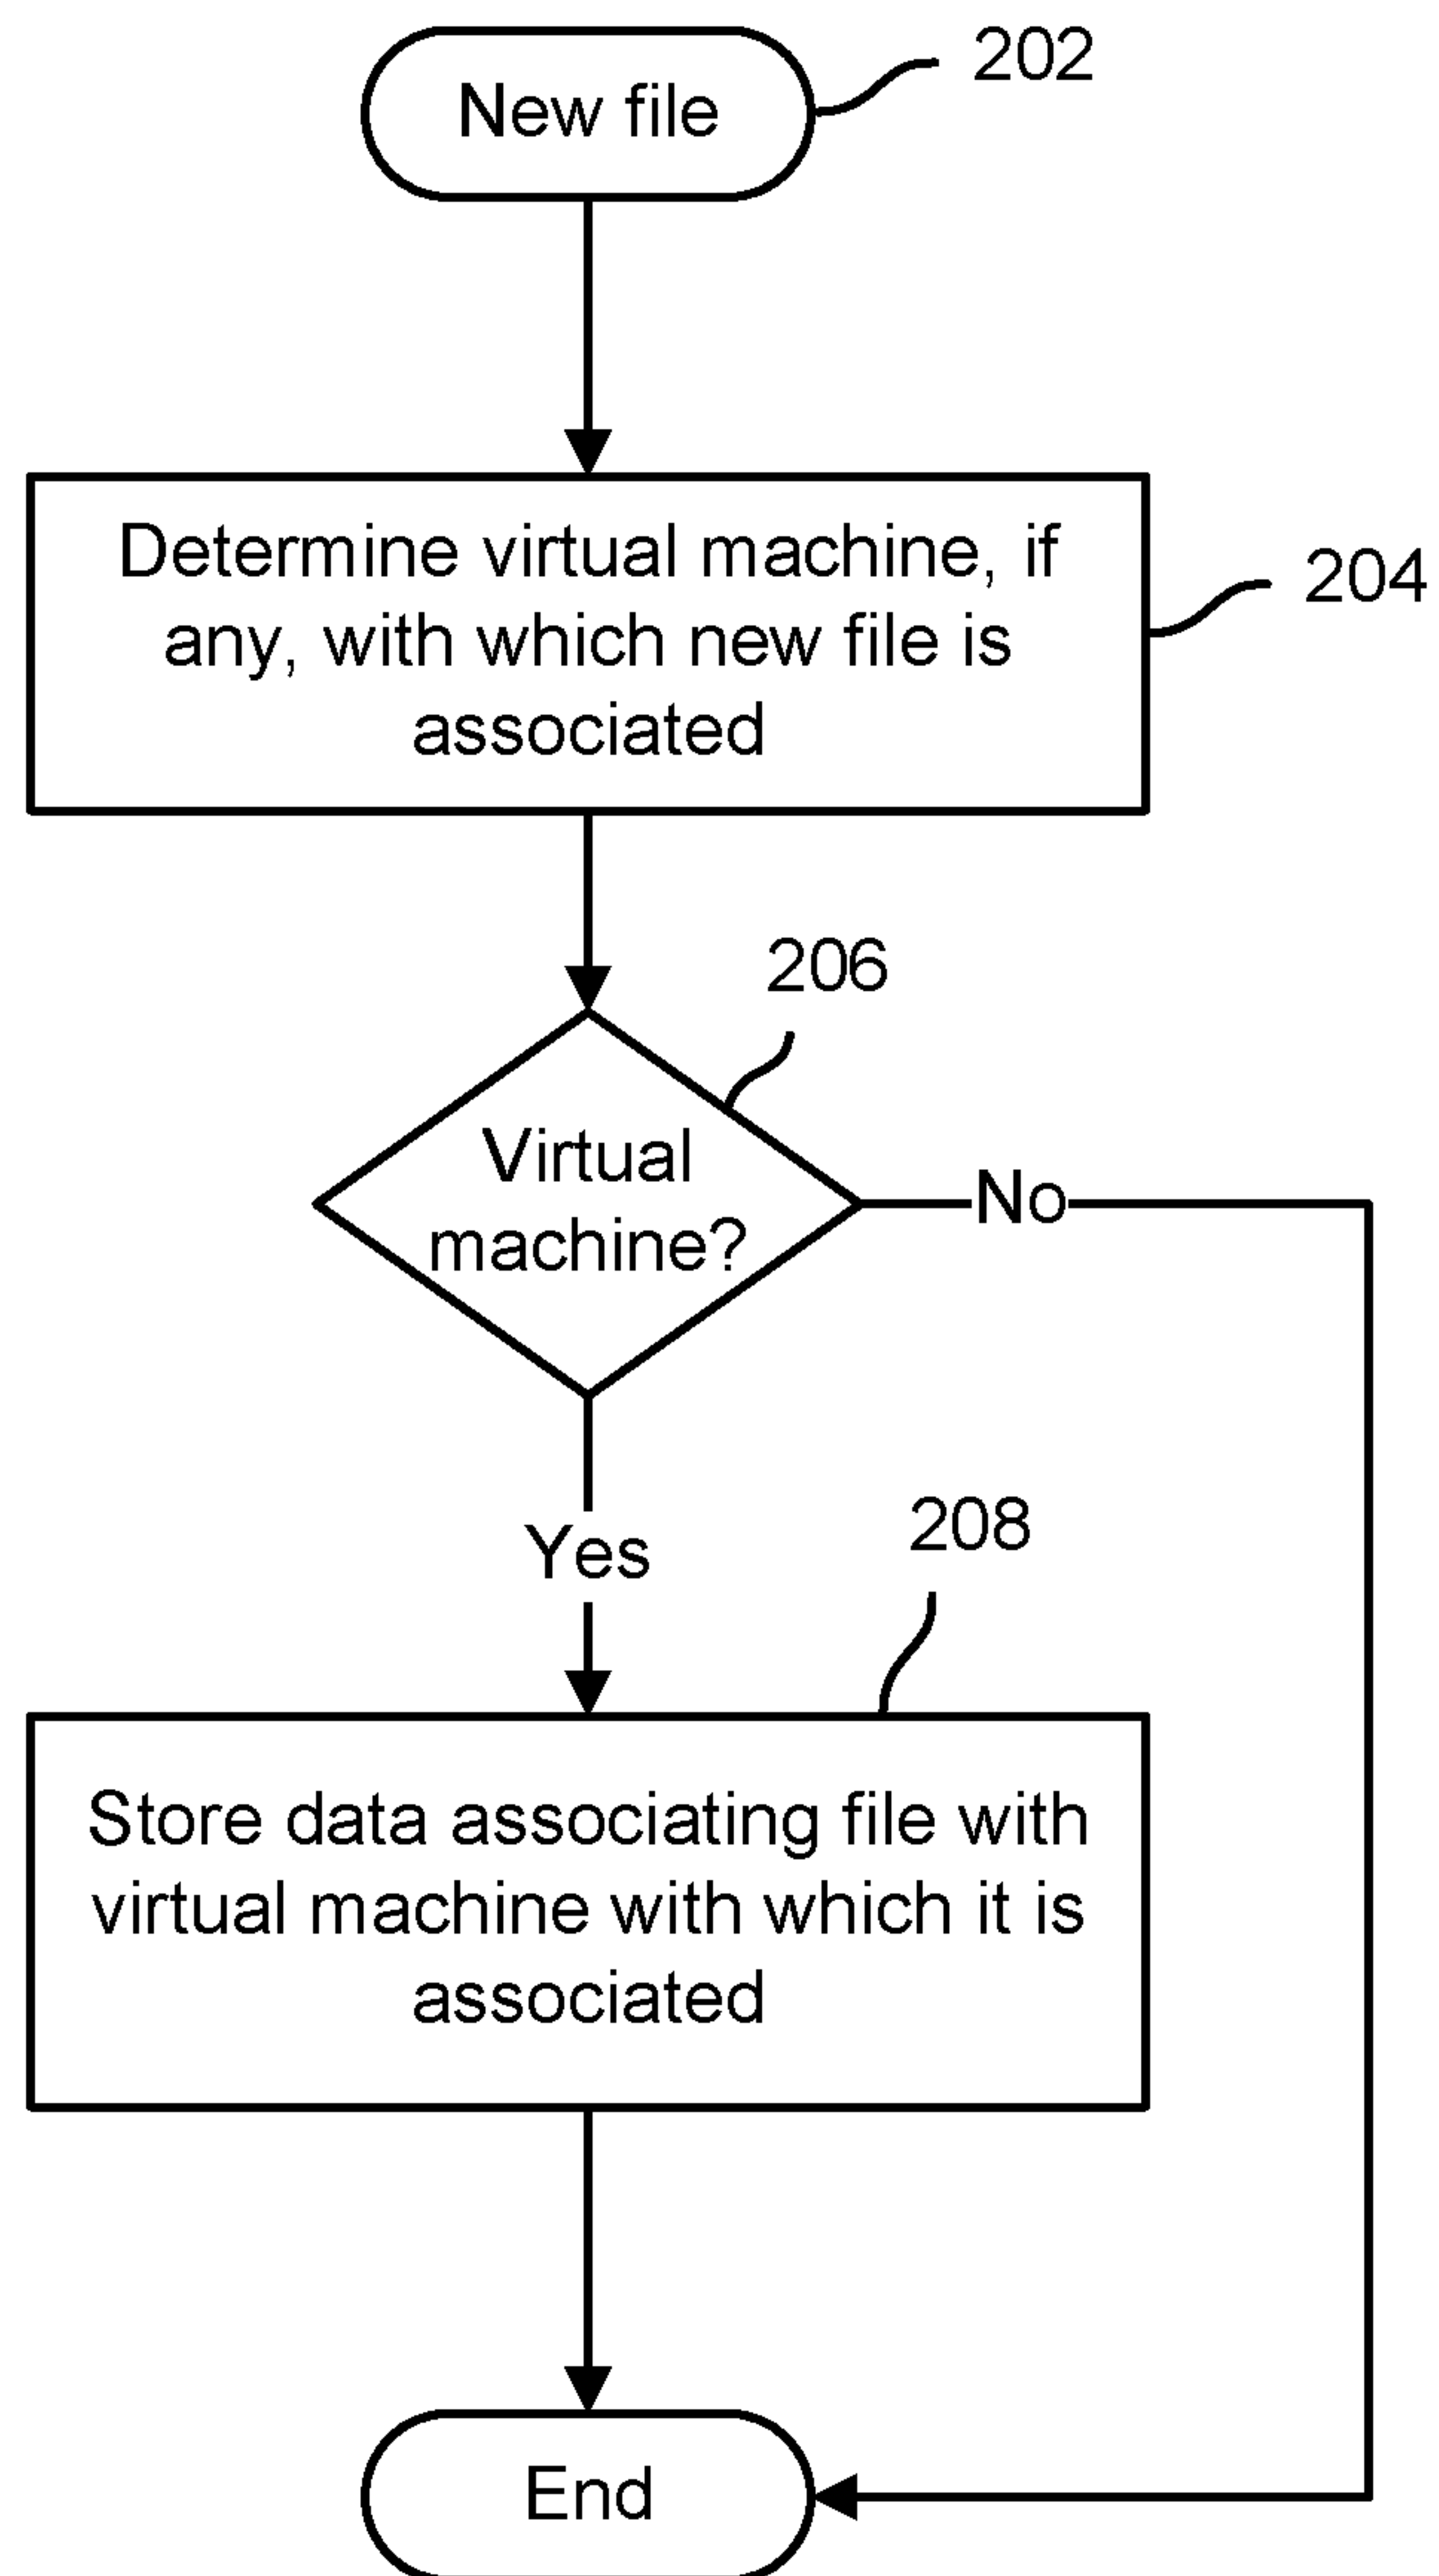 New file
202
Determine virtual machine, if
any, with which new file is
associated
204
206
Virtual
machine?
No
Yes
208
Store data associating file with
virtual machine with which it is
associated
End